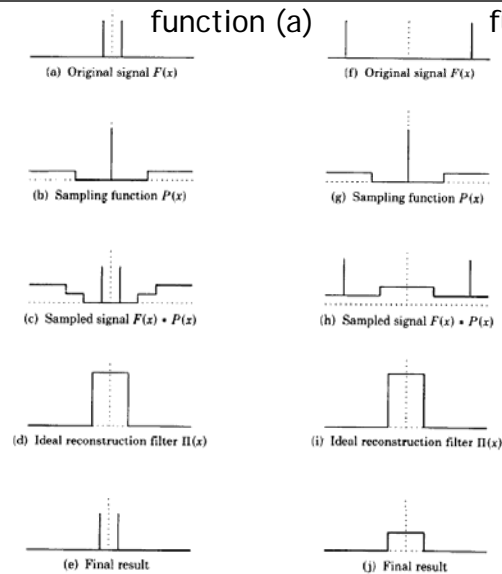 function (a)
f
(a) Original signal F(x)
(f) Original signal F(x)
(b) Sampling function P(x)
(g) Sampling function P(x)
(c) Sampled signal F(x) * P(x)
(h) Sampled signal F(x) * P(x)
(d) Ideal reconstruction filter Π(x)
(i) Ideal reconstruction filter Π(x)
(e) Final result
(j) Final result